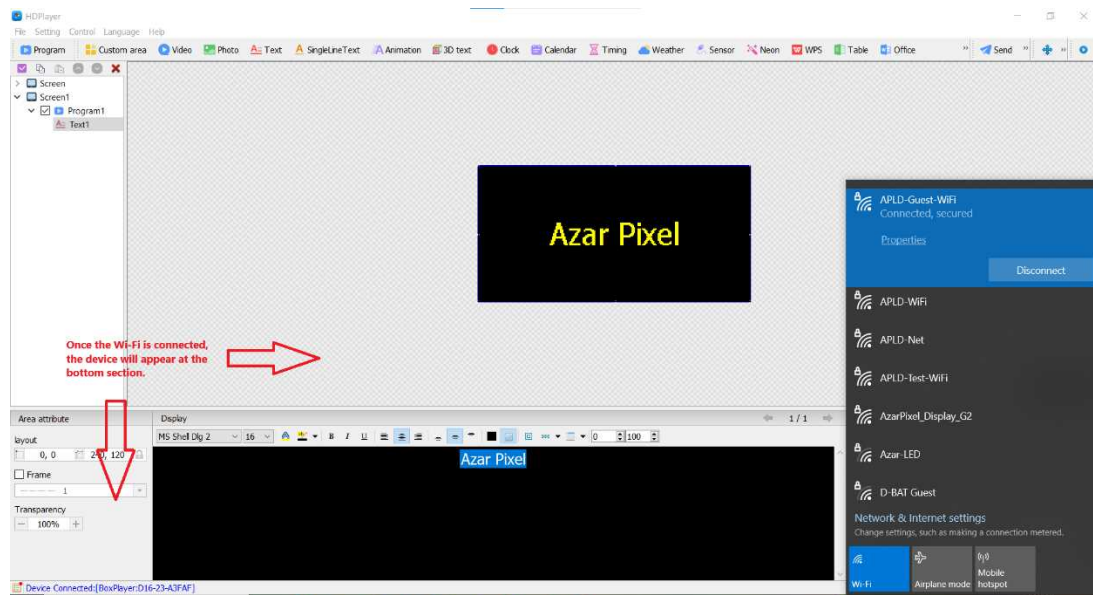 HDPlayer
File Setting Control Language Help
Program Custom area Video Photo Text SingleLineText Animation 3D text Clock Calendar Timing Weather Sensor Neon WPS Table Office » Send » »
Screen
Screen1
Program1
Text1
Azar Pixel
Once the Wi-Fi is connected,
the device will appear at the
bottom section.
APLD-Guest-WiFi
Connected, secured
Properties
Disconnect
APLD-WiFi
APLD-Net
APLD-Test-WiFi
AzarPixel_Display_G2
Azar-LED
D-BAT Guest
Network & Internet settings
Change settings, such as making a connection metered.
Wi-Fi
Airplane mode
Mobile
hotspot
Area attribute
layout
0, 0
Frame
1
Transparency
100%
Display
1 / 1
MS Shell Dlg 2 16 B I U 0 100
Azar Pixel
Device Connected:[BoxPlayer:D16-23-A3FAF]